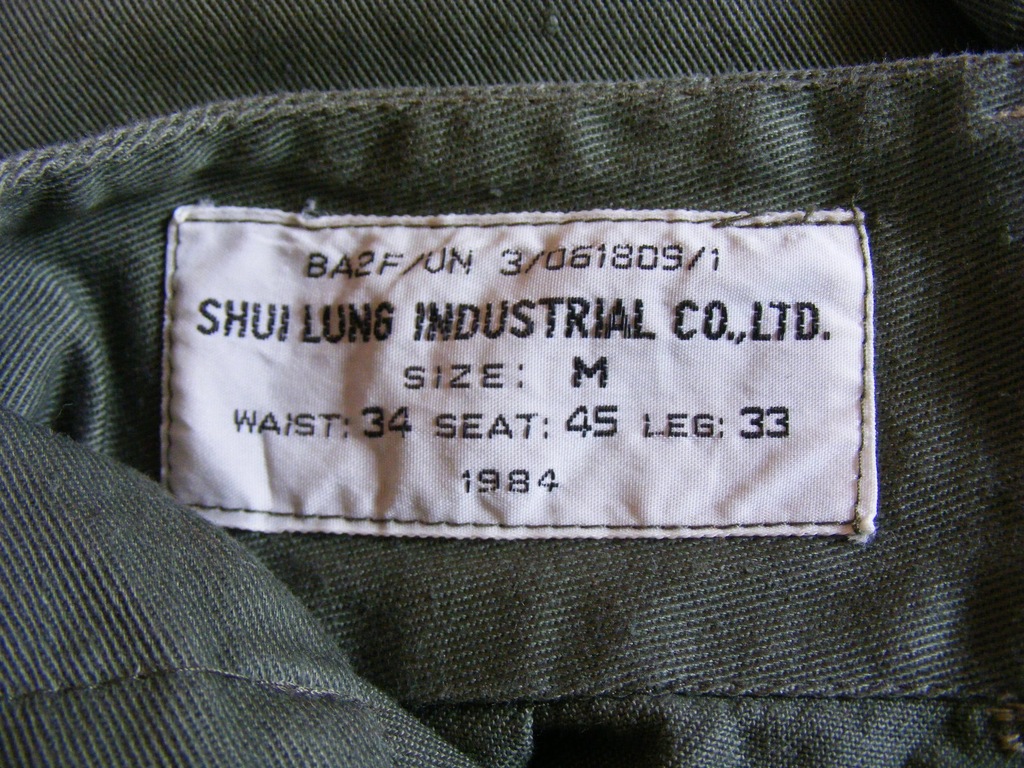 BA2F/UN 3/061809/1
SHUI LUNG INDUSTRIAL CO.,LTD.
SIZE: M
WAIST: 34 SEAT: 45 LEG: 33
1984